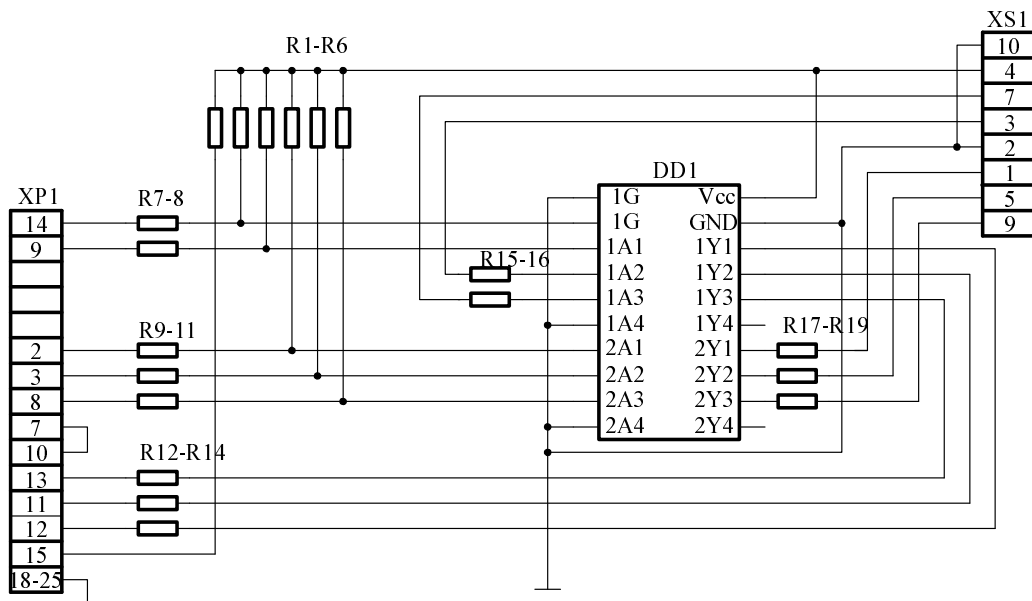 XS1
10
4
7
3
2
1
5
9
R1-R6
DD1
1G Vcc
1G GND
1A1 1Y1
1A2 1Y2
1A3 1Y3
1A4 1Y4
2A1 2Y1
2A2 2Y2
2A3 2Y3
2A4 2Y4
XP1
14
9
2
3
8
7
10
13
11
12
15
18-25
R7-8
R15-16
R9-11
R17-R19
R12-R14